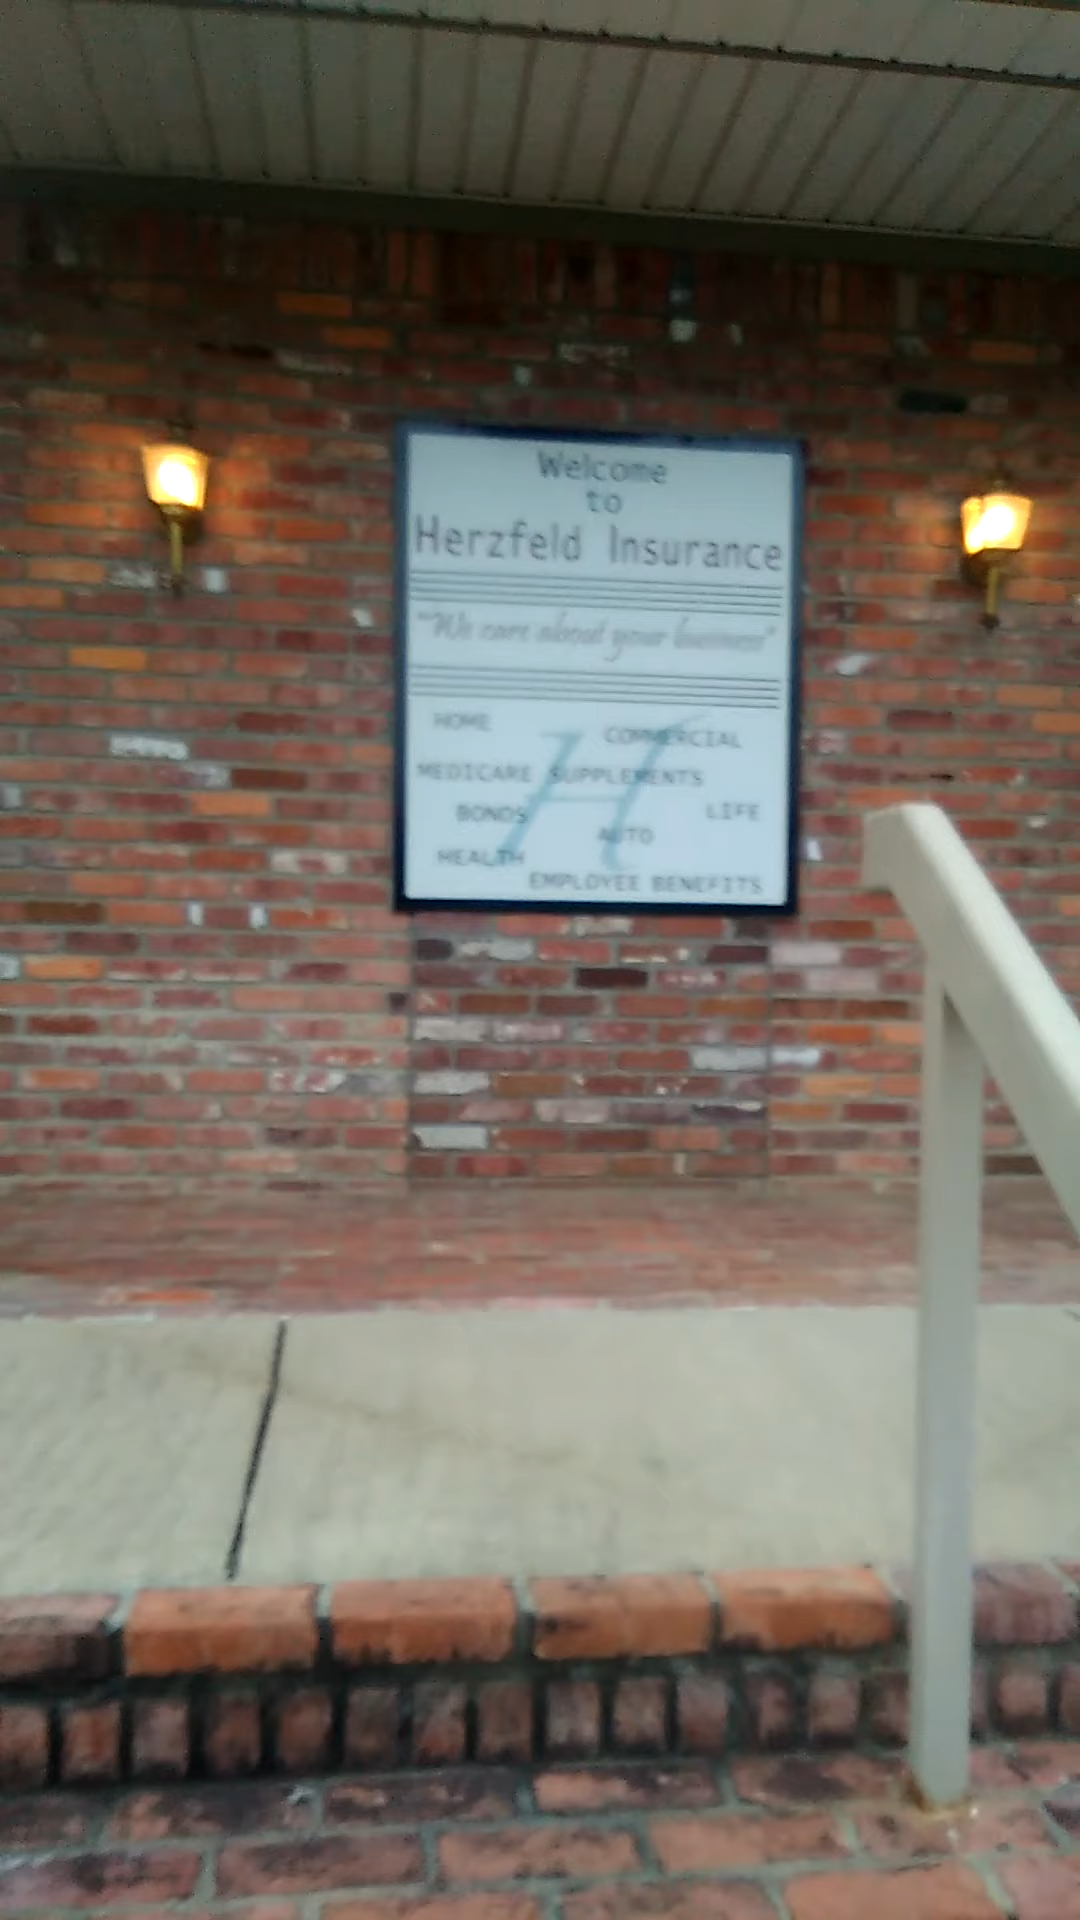 Welcome
to
Herzfeld Insurance
"We care about your business"
HOME
COMMERCIAL
MEDICARE SUPPLEMENTS
BONDS
LIFE
AUTO
HEALTH
EMPLOYEE BENEFITS
H